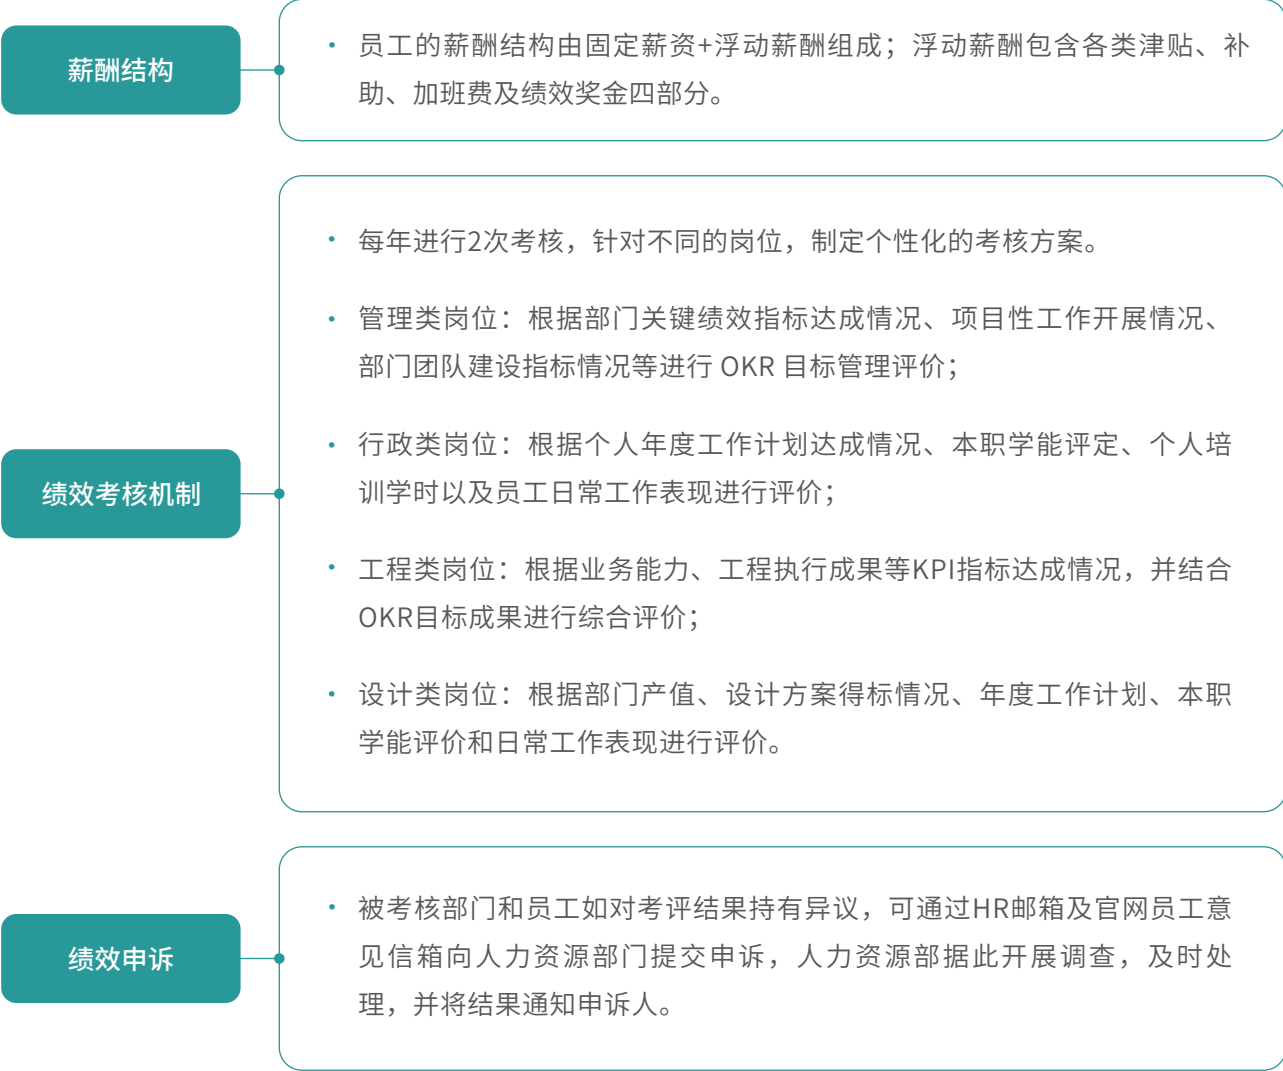 薪酬结构
• 员工的薪酬结构由固定薪资+浮动薪酬组成；浮动薪酬包含各类津贴、补
助、加班费及绩效奖金四部分。
绩效考核机制
• 每年进行2次考核，针对不同的岗位，制定个性化的考核方案。
• 管理类岗位：根据部门关键绩效指标达成情况、项目性工作开展情况、
部门团队建设指标情况等进行 OKR 目标管理评价；
• 行政类岗位：根据个人年度工作计划达成情况、本职学能评定、个人培
训学时以及员工日常工作表现进行评价；
• 工程类岗位：根据业务能力、工程执行成果等KPI指标达成情况，并结合
OKR目标成果进行综合评价；
• 设计类岗位：根据部门产值、设计方案得标情况、年度工作计划、本职
学能评价和日常工作表现进行评价。
绩效申诉
• 被考核部门和员工如对考评结果持有异议，可通过HR邮箱及官网员工意
见信箱向人力资源部门提交申诉，人力资源部据此开展调查，及时处
理，并将结果通知申诉人。